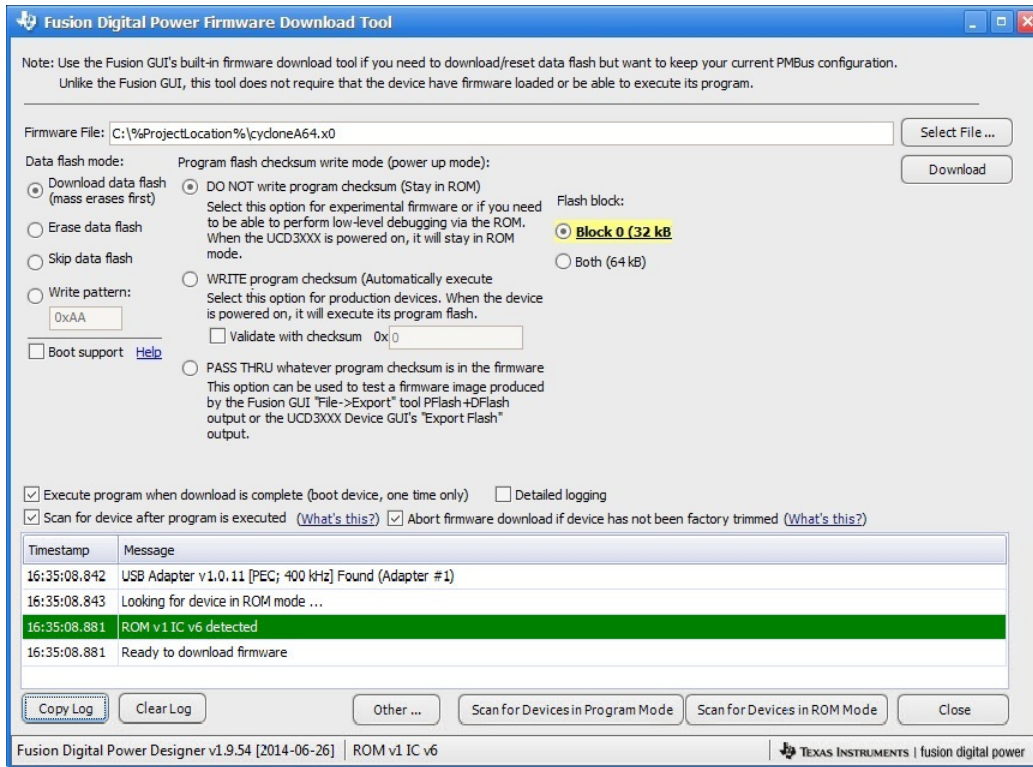 Fusion Digital Power Firmware Download Tool
Note: Use the Fusion GUI's built-in firmware download tool if you need to download/reset data flash but want to keep your current PMBus configuration.
Unlike the Fusion GUI, this tool does not require that the device have firmware loaded or be able to execute its program.
Firmware File: C:\%ProjectLocation%\cycloneA64.x0
Select File ...
Download
Data flash mode:
Download data flash
(mass erases first)
Erase data flash
Skip data flash
Write pattern:
0xAA
Boot support Help
Program flash checksum write mode (power up mode):
DO NOT write program checksum (Stay in ROM)
Select this option for experimental firmware or if you need
to be able to perform low-level debugging via the ROM.
When the UCD3XXX is powered on, it will stay in ROM
mode.
WRITE program checksum (Automatically execute
Select this option for production devices. When the device
is powered on, it will execute its program flash.
Validate with checksum 0x 0
PASS THRU whatever program checksum is in the firmware
This option can be used to test a firmware image produced
by the Fusion GUI "File->Export" tool PFlash+DFlash
output or the UCD3XXX Device GUI's "Export Flash"
output.
Flash block:
Block 0 (32 kB
Both (64 kB)
Execute program when download is complete (boot device, one time only) Detailed logging
Scan for device after program is executed (What's this?) Abort firmware download if device has not been factory trimmed (What's this?)
Timestamp Message
16:35:08.842 USB Adapter v1.0.11 [PEC; 400 kHz] Found (Adapter #1)
16:35:08.843 Looking for device in ROM mode ...
16:35:08.881 ROM v1 IC v6 detected
16:35:08.881 Ready to download firmware
Copy Log Clear Log Other ... Scan for Devices in Program Mode Scan for Devices in ROM Mode Close
Fusion Digital Power Designer v1.9.54 [2014-06-26] ROM v1 IC v6 TEXAS INSTRUMENTS | fusion digital power